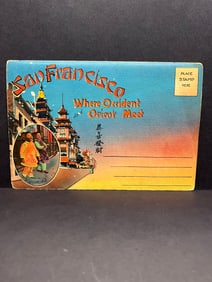 San Francisco
PLACE
STAMP
HERE
Where Occident
Orient Meet